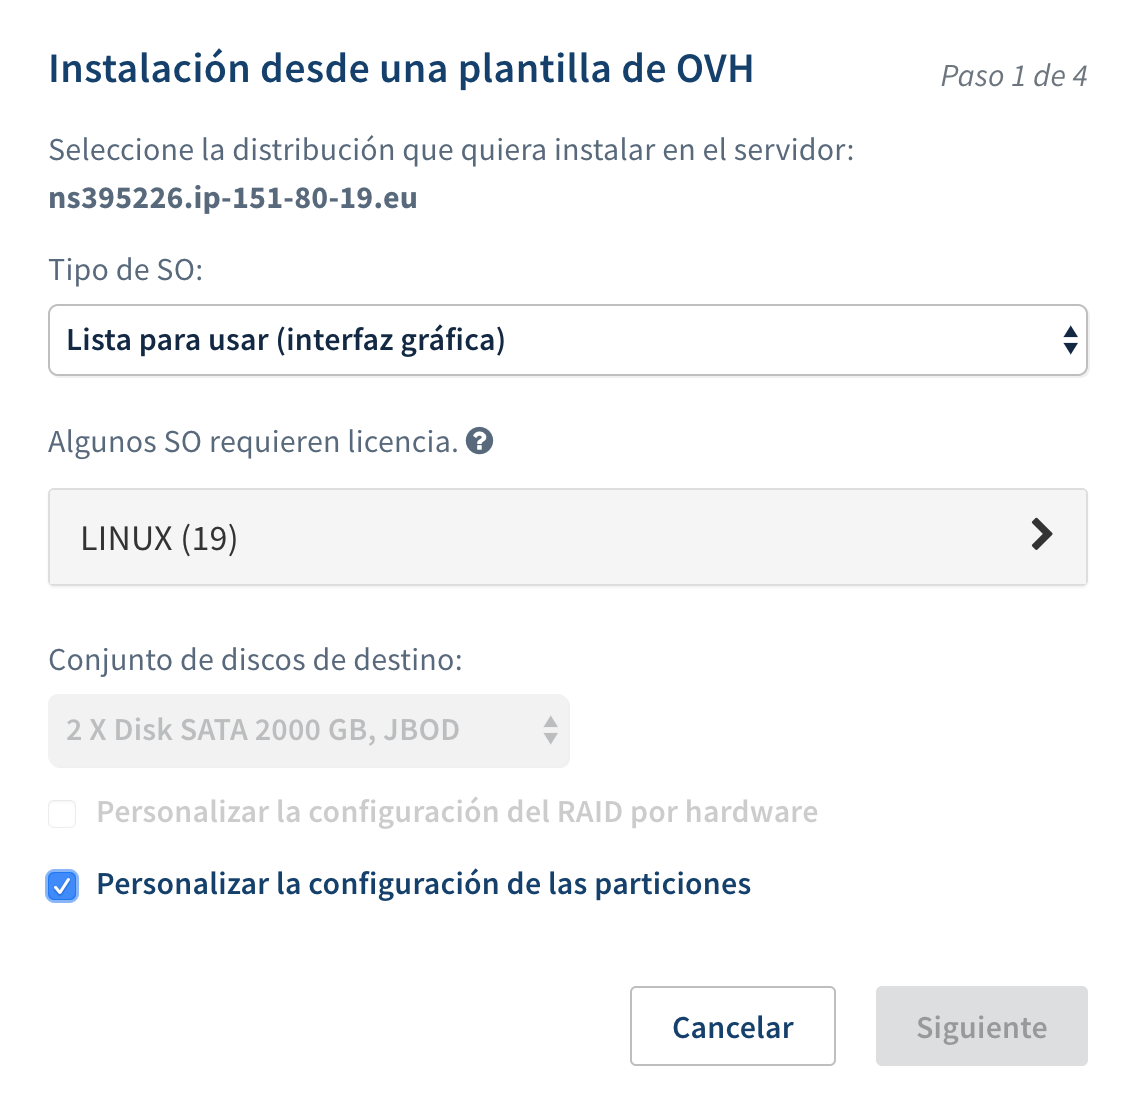 Instalación desde una plantilla de OVH
Paso 1 de 4
Seleccione la distribución que quiera instalar en el servidor:
ns395226.ip-151-80-19.eu
Tipo de SO:
Lista para usar (interfaz gráfica)
Algunos SO requieren licencia. ?
LINUX (19)
Conjunto de discos de destino:
2 X Disk SATA 2000 GB, JBOD
Personalizar la configuración del RAID por hardware
Personalizar la configuración de las particiones
Cancelar
Siguiente